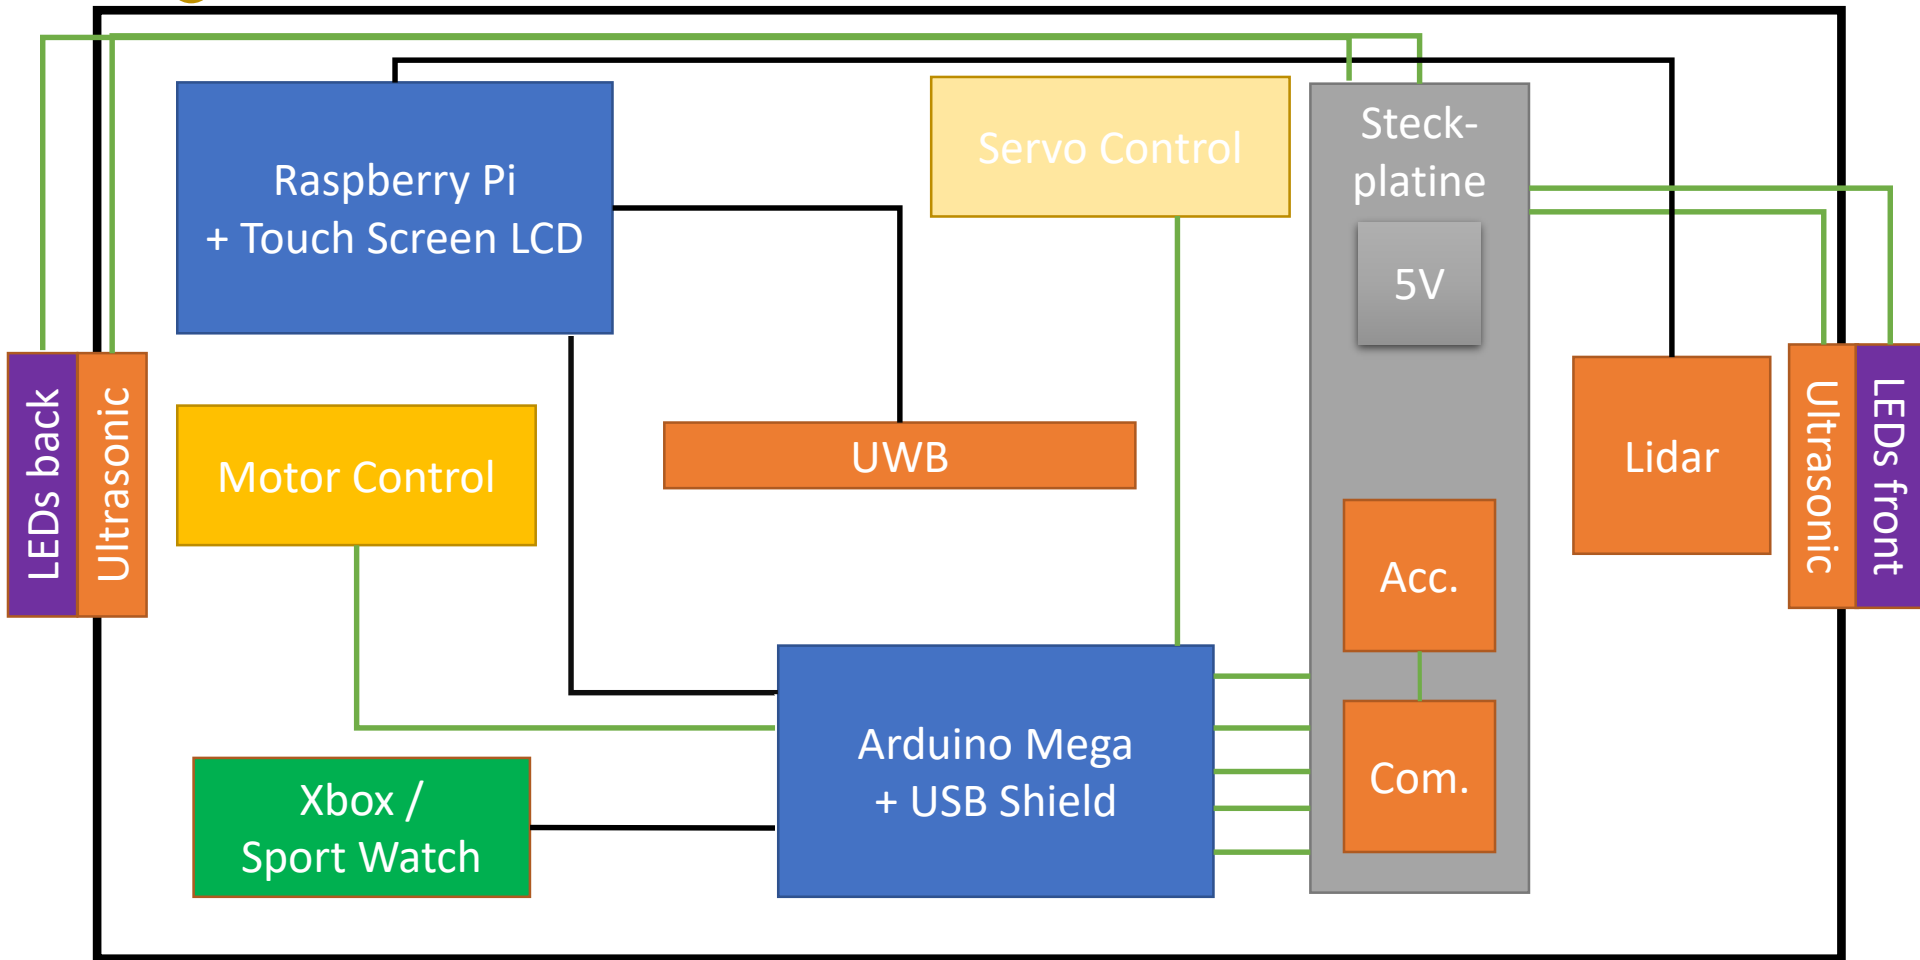 Raspberry Pi
+ Touch Screen LCD
Servo Control
Steck-
platine
5V
LEDs back
Ultrasonic
Motor Control
UWB
Lidar
Ultrasonic
LEDs front
Acc.
Com.
Arduino Mega
+ USB Shield
Xbox /
Sport Watch